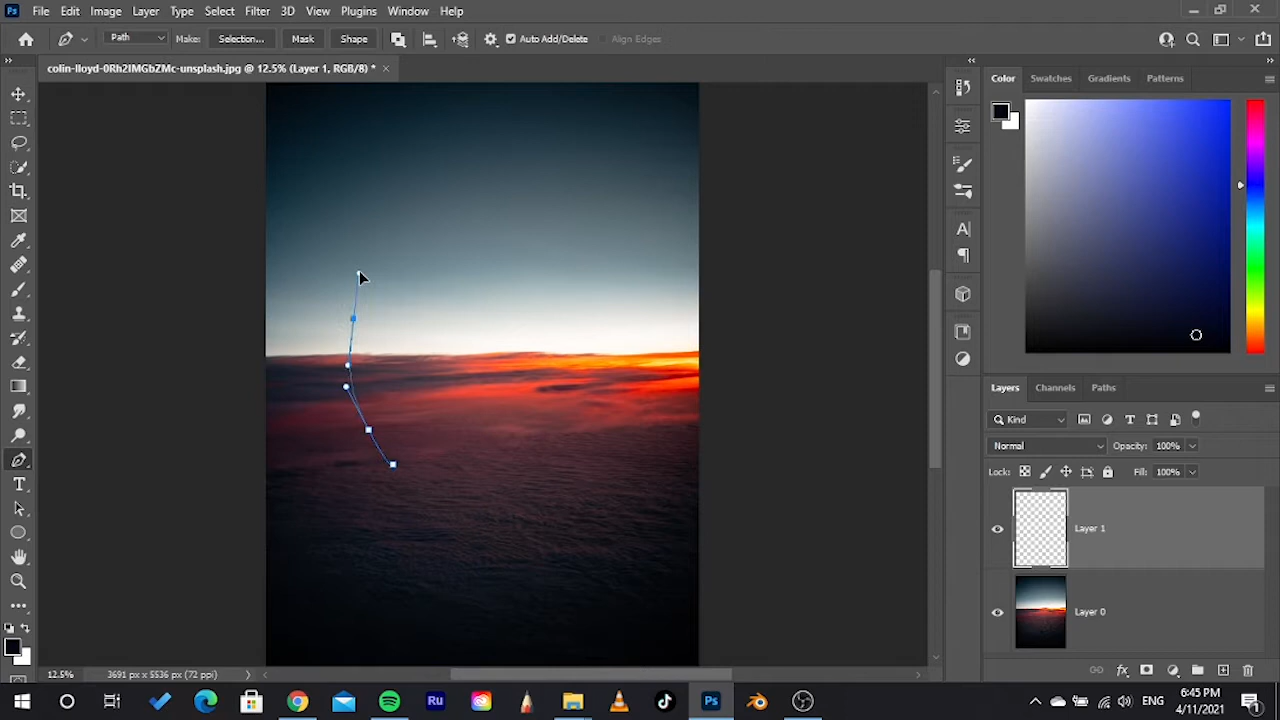 Ps File Edit Image Layer Type Select Filter 3D View Plugins Window Help
Path Make: Selection... Mask Shape Auto Add/Delete Align Edges
colin-lloyd-0Rh2IMGbZMc-unsplash.jpg @ 12.5% (Layer 1, RGB/8) *
Color Swatches Gradients Patterns
Layers Channels Paths
Kind
Normal Opacity: 100%
Lock: Fill: 100%
Layer 1
Layer 0
12.5% 3691 px x 5536 px (72 ppi)
Ru Ps ENG 6:45 PM
4/11/2021